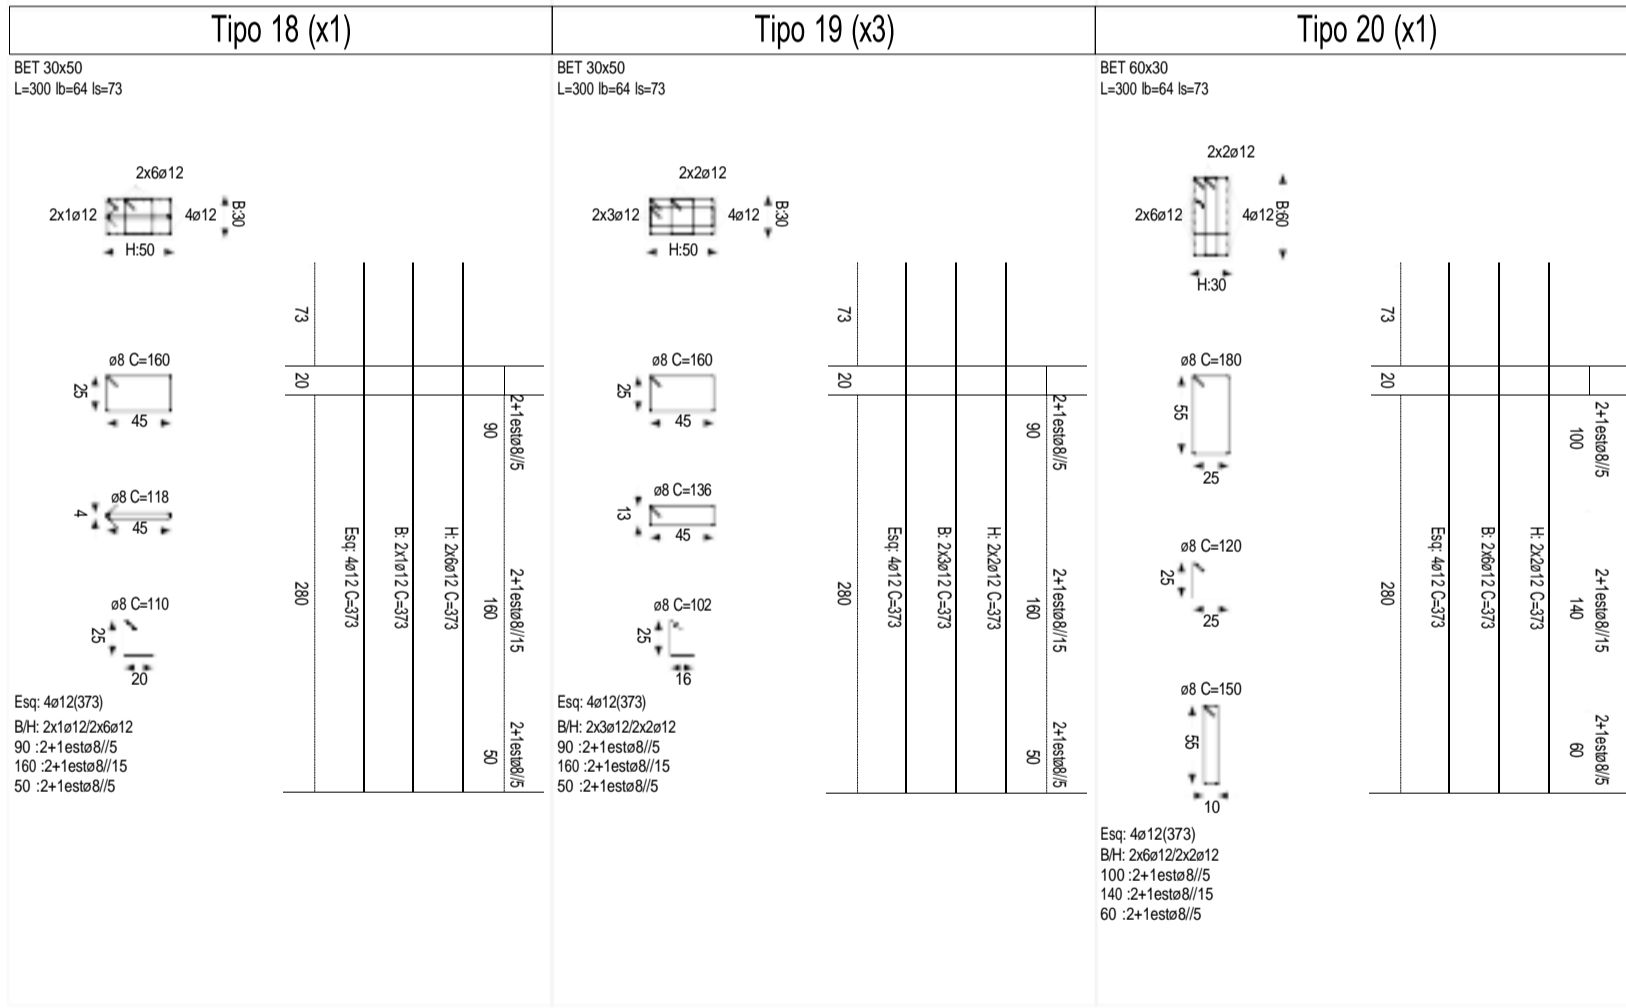 Tipo 18 (x1)
BET 30x50
L=300 lb=64 ls=73
2x6ø12
2x1ø12
4ø12
B:30
H:50
ø8 C=160
25
45
ø8 C=118
4
45
ø8 C=110
25
20
73
20
280
Esq: 4ø12 C=373
B: 2x1ø12 C=373
H: 2x6ø12 C=373
90
160
50
2+1estø8//5
2+1estø8//15
2+1estø8//5
Esq: 4ø12(373)
B/H: 2x1ø12/2x6ø12
90 :2+1estø8//5
160 :2+1estø8//15
50 :2+1estø8//5
Tipo 19 (x3)
BET 30x50
L=300 lb=64 ls=73
2x2ø12
2x3ø12
4ø12
B:30
H:50
ø8 C=160
25
45
ø8 C=136
13
45
ø8 C=102
25
16
73
20
280
Esq: 4ø12 C=373
B: 2x3ø12 C=373
H: 2x2ø12 C=373
90
160
50
2+1estø8//5
2+1estø8//15
2+1estø8//5
Esq: 4ø12(373)
B/H: 2x3ø12/2x2ø12
90 :2+1estø8//5
160 :2+1estø8//15
50 :2+1estø8//5
Tipo 20 (x1)
BET 60x30
L=300 lb=64 ls=73
2x2ø12
2x6ø12
4ø12
B:60
H:30
ø8 C=180
55
25
ø8 C=120
25
25
ø8 C=150
55
10
73
20
280
Esq: 4ø12 C=373
B: 2x6ø12 C=373
H: 2x2ø12 C=373
100
140
60
2+1estø8//5
2+1estø8//15
2+1estø8//5
Esq: 4ø12(373)
B/H: 2x6ø12/2x2ø12
100 :2+1estø8//5
140 :2+1estø8//15
60 :2+1estø8//5